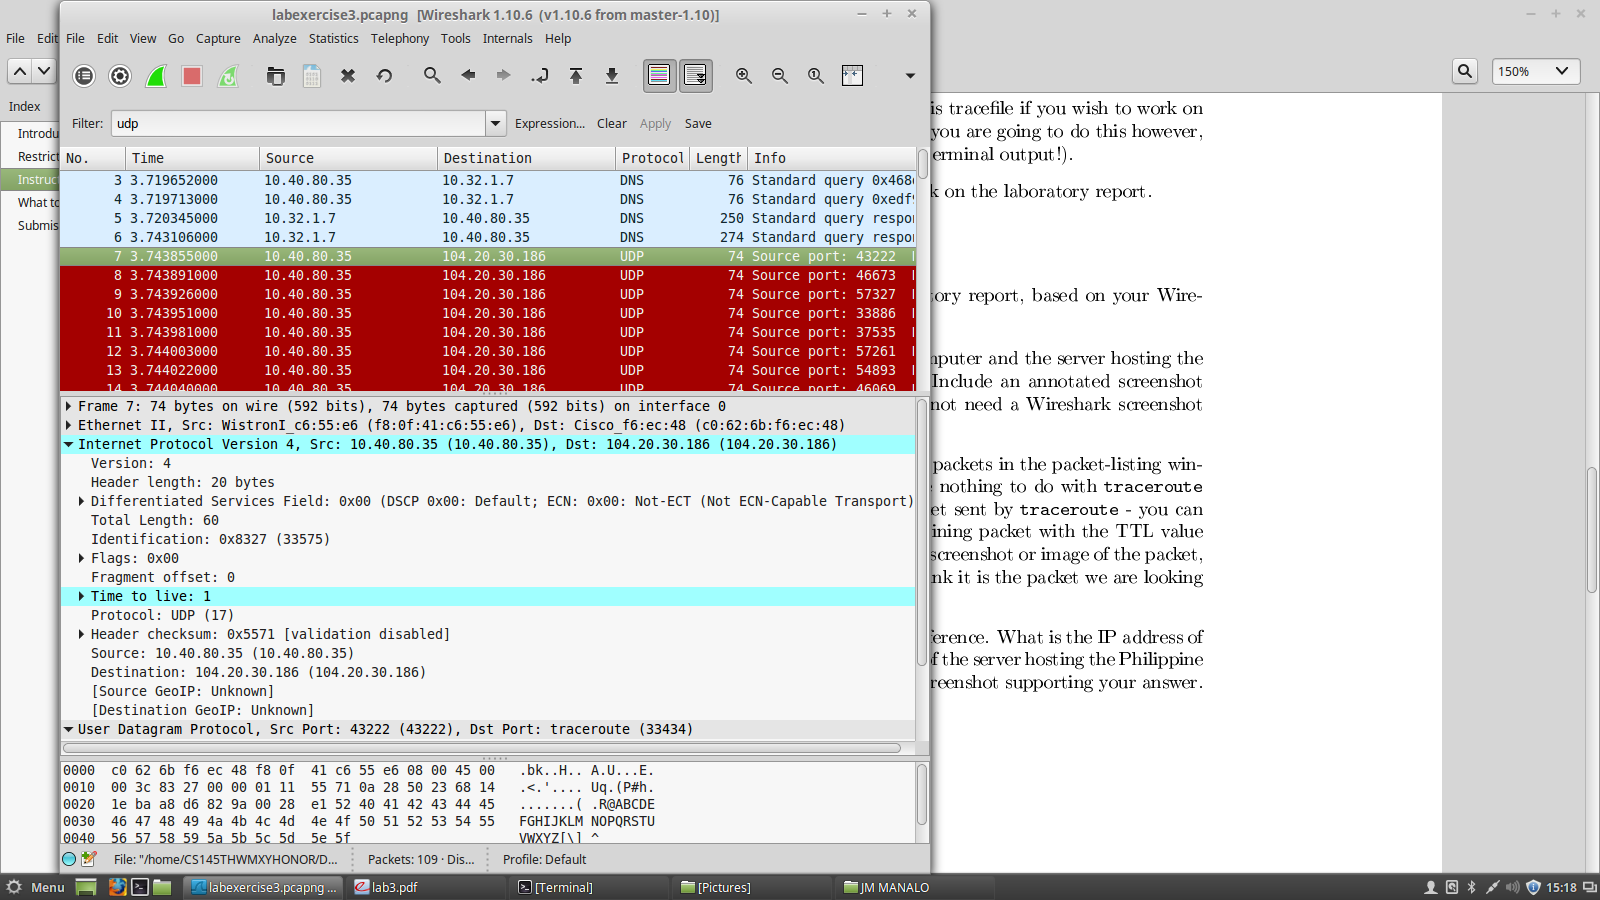 labexercise3.pcapng [Wireshark 1.10.6 (v1.10.6 from master-1.10)]
File Edit
File Edit View Go Capture Analyze Statistics Telephony Tools Internals Help
150%
Index
Introdu
Restrict
Instruc
What to
Submis
Filter: udp Expression... Clear Apply Save
No. Time Source Destination Protocol Length Info
3 3.719652000 10.40.80.35 10.32.1.7 DNS 76 Standard query 0x468
4 3.719713000 10.40.80.35 10.32.1.7 DNS 76 Standard query 0xedf
5 3.720345000 10.32.1.7 10.40.80.35 DNS 250 Standard query respo
6 3.743106000 10.32.1.7 10.40.80.35 DNS 274 Standard query respo
7 3.743855000 10.40.80.35 104.20.30.186 UDP 74 Source port: 43222
8 3.743891000 10.40.80.35 104.20.30.186 UDP 74 Source port: 46673
9 3.743926000 10.40.80.35 104.20.30.186 UDP 74 Source port: 57327
10 3.743951000 10.40.80.35 104.20.30.186 UDP 74 Source port: 33886
11 3.743981000 10.40.80.35 104.20.30.186 UDP 74 Source port: 37535
12 3.744003000 10.40.80.35 104.20.30.186 UDP 74 Source port: 57261
13 3.744022000 10.40.80.35 104.20.30.186 UDP 74 Source port: 54893
14 3.744040000 10.40.80.35 104.20.30.186 UDP 74 Source port: 46069
Frame 7: 74 bytes on wire (592 bits), 74 bytes captured (592 bits) on interface 0
Ethernet II, Src: WistronI_c6:55:e6 (f8:0f:41:c6:55:e6), Dst: Cisco_f6:ec:48 (c0:62:6b:f6:ec:48)
Internet Protocol Version 4, Src: 10.40.80.35 (10.40.80.35), Dst: 104.20.30.186 (104.20.30.186)
Version: 4
Header length: 20 bytes
Differentiated Services Field: 0x00 (DSCP 0x00: Default; ECN: 0x00: Not-ECT (Not ECN-Capable Transport)
Total Length: 60
Identification: 0x8327 (33575)
Flags: 0x00
Fragment offset: 0
Time to live: 1
Protocol: UDP (17)
Header checksum: 0x5571 [validation disabled]
Source: 10.40.80.35 (10.40.80.35)
Destination: 104.20.30.186 (104.20.30.186)
[Source GeoIP: Unknown]
[Destination GeoIP: Unknown]
User Datagram Protocol, Src Port: 43222 (43222), Dst Port: traceroute (33434)
0000 c0 62 6b f6 ec 48 f8 0f 41 c6 55 e6 08 00 45 00 .bk..H.. A.U...E.
0010 00 3c 83 27 00 00 01 11 55 71 0a 28 50 23 68 14 .<.'.... Uq.(P#h.
0020 1e ba a8 d6 82 9a 00 28 e1 52 40 41 42 43 44 45 .......( .R@ABCDE
0030 46 47 48 49 4a 4b 4c 4d 4e 4f 50 51 52 53 54 55 FGHIJKLM NOPQRSTU
0040 56 57 58 59 5a 5b 5c 5d 5e 5f VWXYZ[\] ^
File: "/home/CS145THWMXYHONOR/D... Packets: 109 · Dis... Profile: Default
is tracefile if you wish to work on
you are going to do this however,
erminal output!).
k on the laboratory report.
tory report, based on your Wire-
mputer and the server hosting the
Include an annotated screenshot
not need a Wireshark screenshot
packets in the packet-listing win-
nothing to do with traceroute
et sent by traceroute - you can
ining packet with the TTL value
screenshot or image of the packet,
nk it is the packet we are looking
ference. What is the IP address of
of the server hosting the Philippine
reenshot supporting your answer.
Menu labexercise3.pcapng ... lab3.pdf [Terminal] [Pictures] JM MANALO 15:18